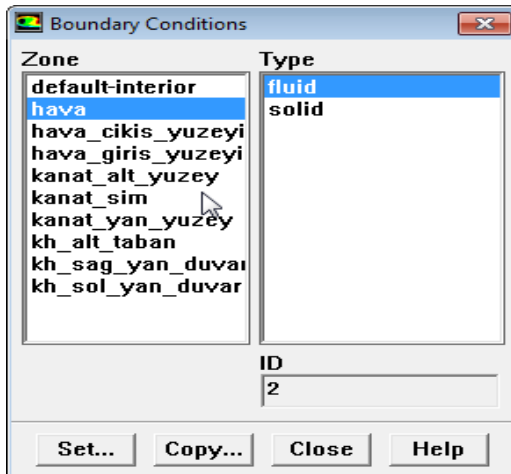 Boundary Conditions
Zone
default-interior
hava
hava_cikis_yuzeyi
hava_giris_yuzeyi
kanat_alt_yuzey
kanat_sim
kanat_yan_yuzey
kh_alt_taban
kh_sag_yan_duvar
kh_sol_yan_duvar
Type
fluid
solid
ID
2
Set... Copy... Close Help